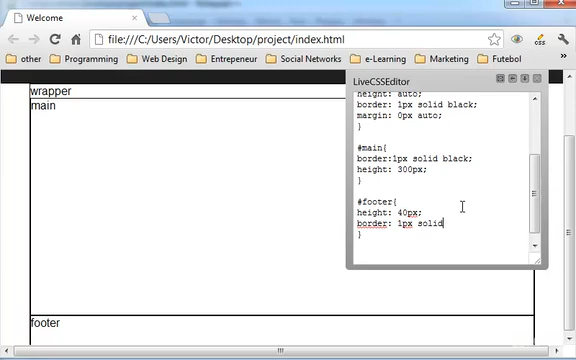 Welcome
file:///C:/Users/Victor/Desktop/project/index.html
css
other Programming Web Design Entrepeneur Social Networks e-Learning Marketing Futebol
wrapper
main
footer
LiveCSSEditor
height: auto;
border: 1px solid black;
margin: 0px auto;
}
#main{
border:1px solid black;
height: 300px;
}
#footer{
height: 40px;
border: 1px solid
}